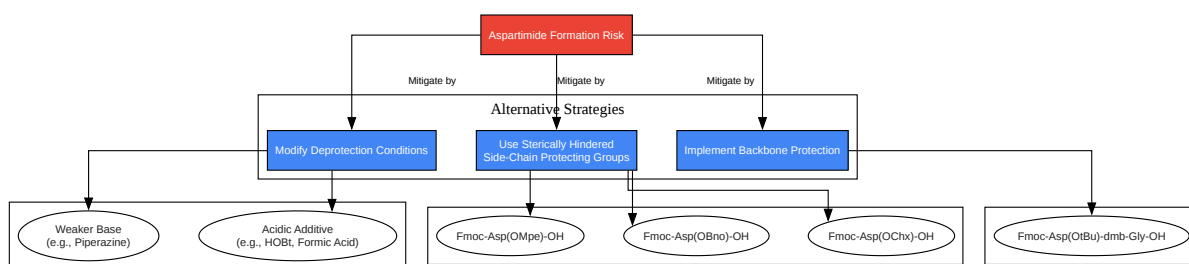 Aspartimide Formation Risk
Mitigate by
Mitigate by
Mitigate by
Alternative Strategies
Modify Deprotection Conditions
Use Sterically Hindered
Side-Chain Protecting Groups
Implement Backbone Protection
Weaker Base
(e.g., Piperazine)
Acidic Additive
(e.g., HOBt, Formic Acid)
Fmoc-Asp(OMpe)-OH
Fmoc-Asp(OBno)-OH
Fmoc-Asp(OChx)-OH
Fmoc-Asp(OtBu)-dmb-Gly-OH